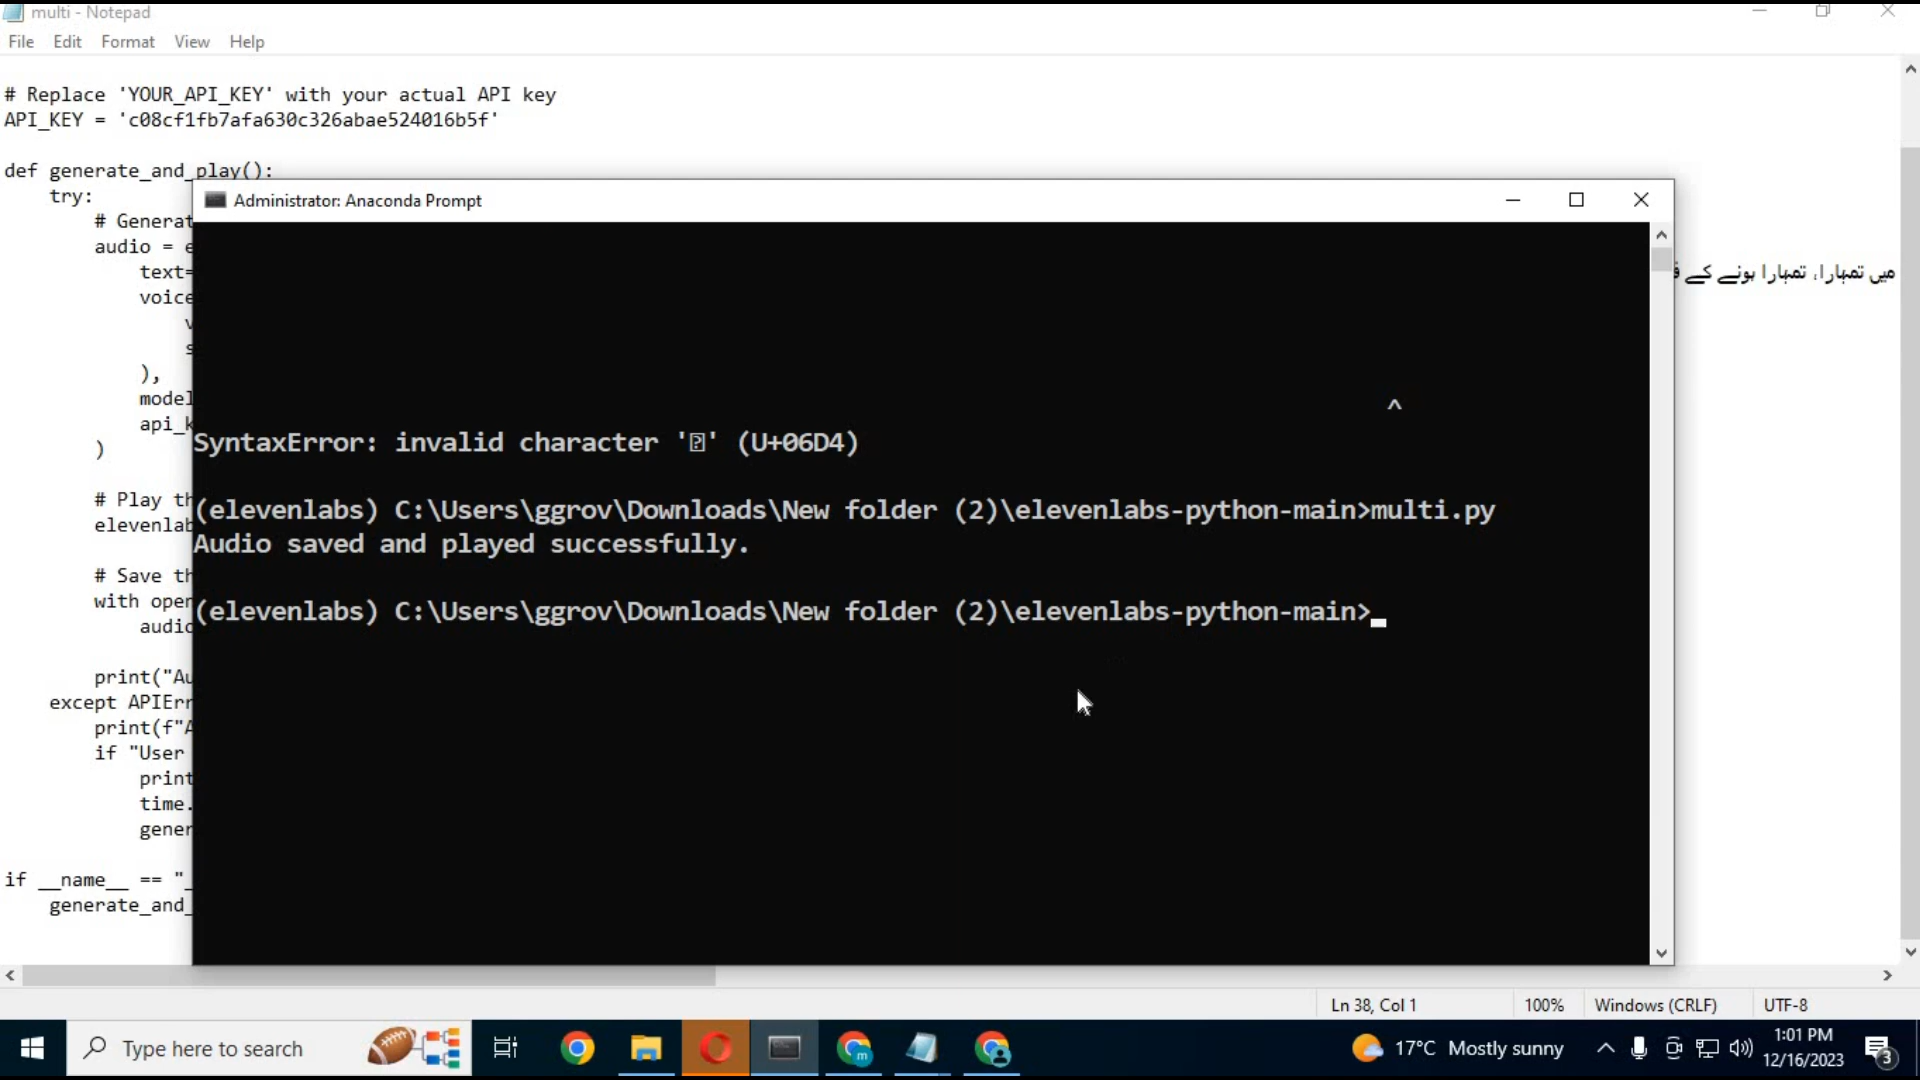 multi - Notepad
File Edit Format View Help
# Replace 'YOUR_API_KEY' with your actual API key
API_KEY = 'c08cf1fb7afa630c326abae524016b5f'
def generate_and_play():
try:
Administrator: Anaconda Prompt
# Generat
audio = e
text=
میں تمہارا، تمہارا ہونے کے
voice
),
model
^
api_k
SyntaxError: invalid character '' (U+06D4)
)
# Play th
(elevenlabs) C:\Users\ggrov\Downloads\New folder (2)\elevenlabs-python-main>multi.py
elevenlab
Audio saved and played successfully.
# Save th
with open
(elevenlabs) C:\Users\ggrov\Downloads\New folder (2)\elevenlabs-python-main>
audio
print("Au
except APIErr
print(f"A
if "User
print
time.
gener
if __name__ == "_
generate_and_
Ln 38, Col 1 100% Windows (CRLF) UTF-8
Type here to search
17°C Mostly sunny
1:01 PM
12/16/2023
3